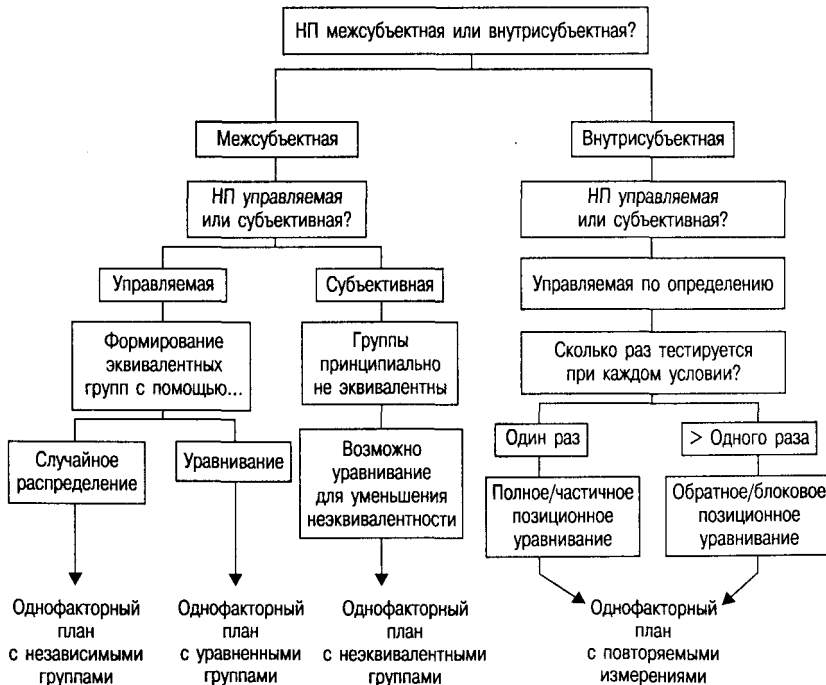 НП межсубъектная или внутрисубъектная?
Межсубъектная
Внутрисубъектная
НП управляемая
или субъективная?
НП управляемая
или субъективная?
Управляемая
Субъективная
Управляемая по определению
Формирование
эквивалентных
групп с помощью...
Группы
принципиально
не эквивалентны
Сколько раз тестируется
при каждом условии?
Случайное
распределение
Уравнивание
Возможно
уравнивание
для уменьшения
неэквивалентности
Один раз
> Одного раза
Полное/частичное
позиционное
уравнивание
Обратное/блоковое
позиционное
уравнивание
Однофакторный
план
с независимыми
группами
Однофакторный
план
с уравненными
группами
Однофакторный
план
с неэквивалентными
группами
Однофакторный
план
с повторяемыми
измерениями